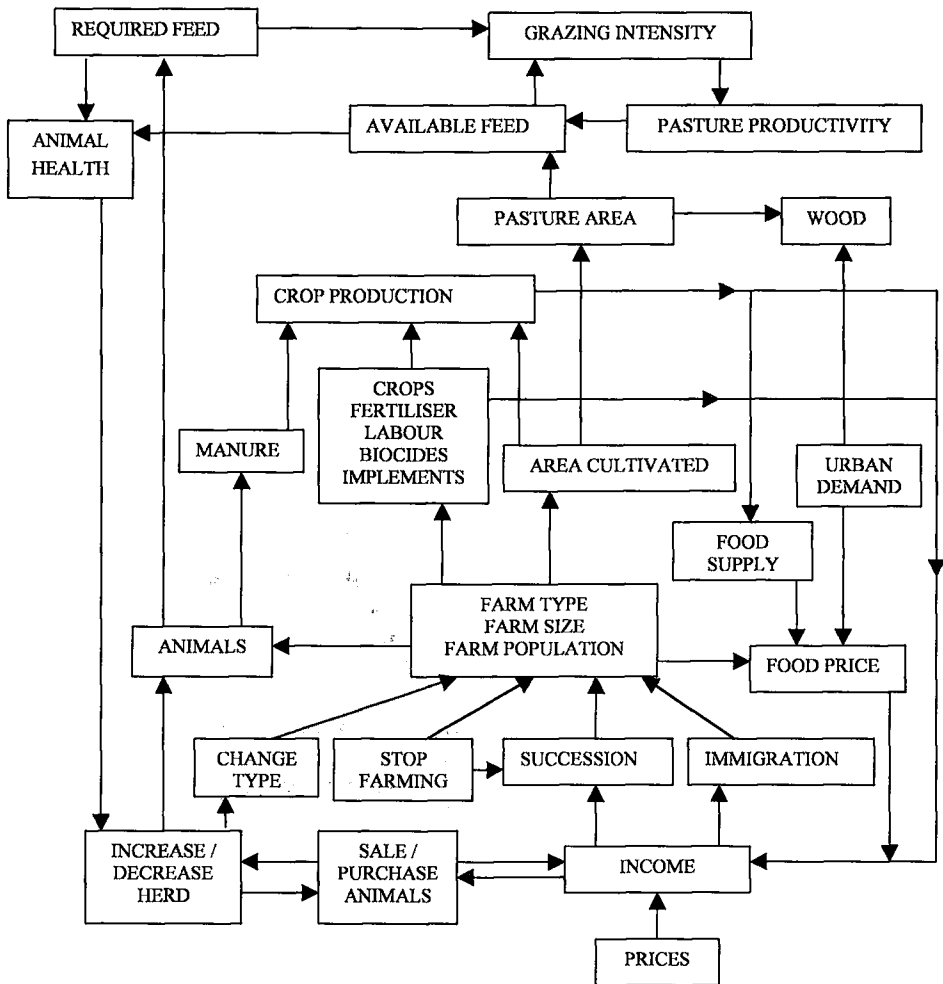 REQUIRED FEED
GRAZING INTENSITY
ANIMAL
HEALTH
AVAILABLE FEED
PASTURE PRODUCTIVITY
PASTURE AREA
WOOD
CROP PRODUCTION
CROPS
FERTILISER
LABOUR
BIOCIDES
IMPLEMENTS
MANURE
AREA CULTIVATED
URBAN
DEMAND
FOOD
SUPPLY
FARM TYPE
FARM SIZE
FARM POPULATION
ANIMALS
FOOD PRICE
CHANGE
TYPE
STOP
FARMING
SUCCESSION
IMMIGRATION
INCREASE /
DECREASE
HERD
SALE /
PURCHASE
ANIMALS
INCOME
PRICES